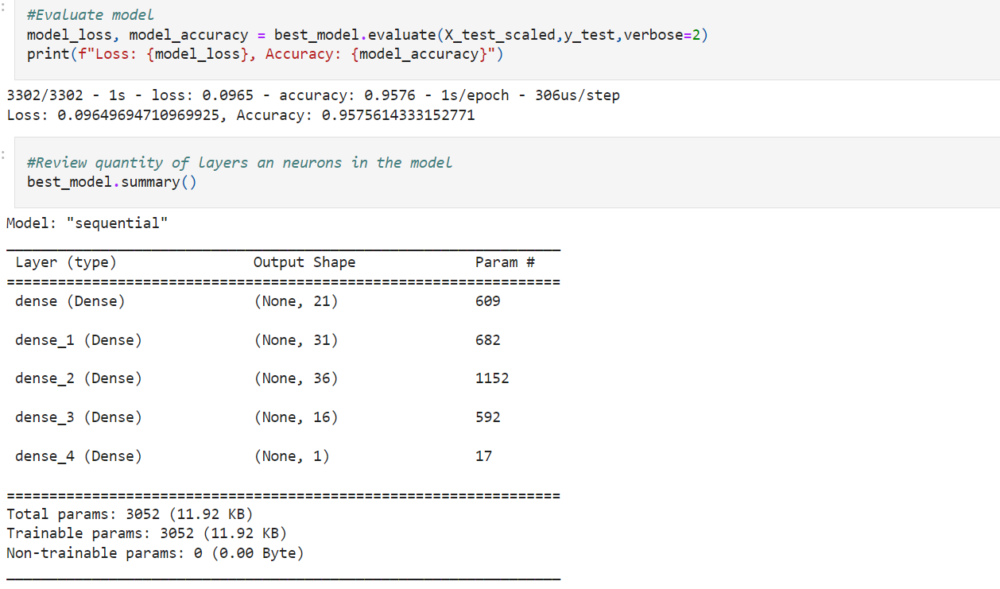 #Evaluate model
model_loss, model_accuracy = best_model.evaluate(X_test_scaled,y_test,verbose=2)
print(f"Loss: {model_loss}, Accuracy: {model_accuracy}")
3302/3302 - 1s - loss: 0.0965 - accuracy: 0.9576 - 1s/epoch - 306us/step
Loss: 0.09649694710969925, Accuracy: 0.9575614333152771
#Review quantity of layers an neurons in the model
best_model.summary()
Model: "sequential"
_________________________________________________________________
Layer (type) Output Shape Param #
=================================================================
dense (Dense) (None, 21) 609
dense_1 (Dense) (None, 31) 682
dense_2 (Dense) (None, 36) 1152
dense_3 (Dense) (None, 16) 592
dense_4 (Dense) (None, 1) 17
=================================================================
Total params: 3052 (11.92 KB)
Trainable params: 3052 (11.92 KB)
Non-trainable params: 0 (0.00 Byte)
_________________________________________________________________